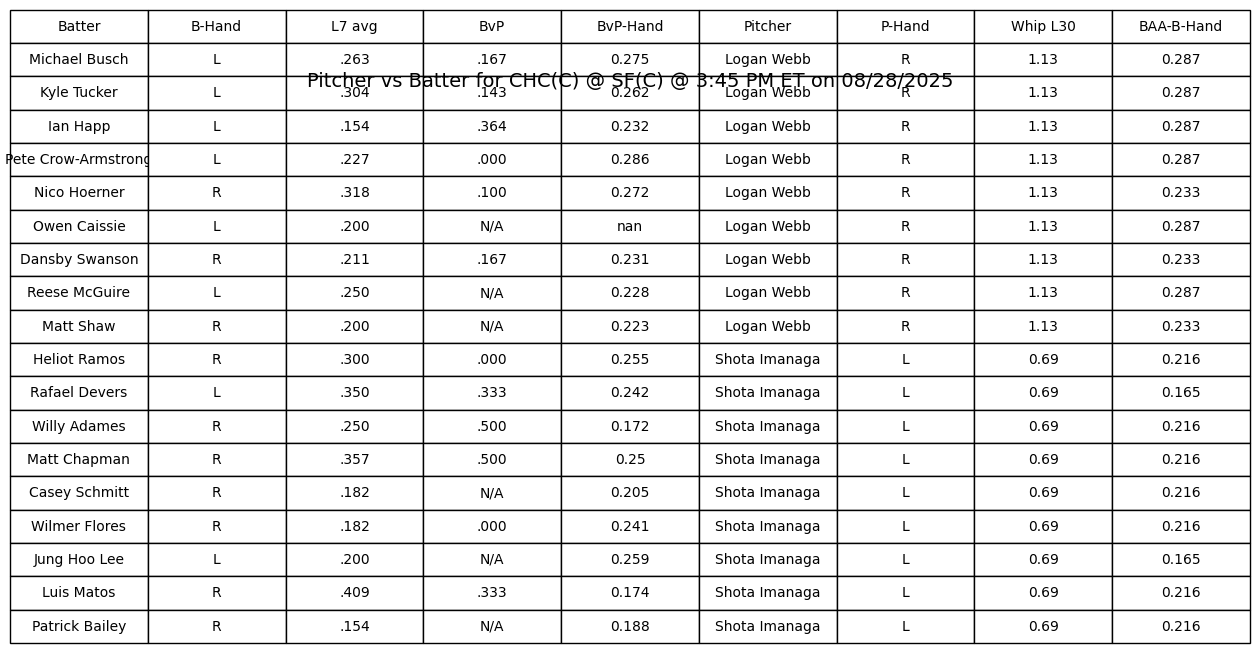 Batter B-Hand L7 avg BvP BvP-Hand Pitcher P-Hand Whip L30 BAA-B-Hand
Michael Busch L .263 .167 0.275 Logan Webb R 1.13 0.287
Pitcher vs Batter for CHC(C) @ SF(C) @ 3:45 PM ET on 08/28/2025
Kyle Tucker L .304 .143 0.262 Logan Webb R 1.13 0.287
Ian Happ L .154 .364 0.232 Logan Webb R 1.13 0.287
Pete Crow-Armstrong L .227 .000 0.286 Logan Webb R 1.13 0.287
Nico Hoerner R .318 .100 0.272 Logan Webb R 1.13 0.233
Owen Caissie L .200 N/A nan Logan Webb R 1.13 0.287
Dansby Swanson R .211 .167 0.231 Logan Webb R 1.13 0.233
Reese McGuire L .250 N/A 0.228 Logan Webb R 1.13 0.287
Matt Shaw R .200 N/A 0.223 Logan Webb R 1.13 0.233
Heliot Ramos R .300 .000 0.255 Shota Imanaga L 0.69 0.216
Rafael Devers L .350 .333 0.242 Shota Imanaga L 0.69 0.165
Willy Adames R .250 .500 0.172 Shota Imanaga L 0.69 0.216
Matt Chapman R .357 .500 0.25 Shota Imanaga L 0.69 0.216
Casey Schmitt R .182 N/A 0.205 Shota Imanaga L 0.69 0.216
Wilmer Flores R .182 .000 0.241 Shota Imanaga L 0.69 0.216
Jung Hoo Lee L .200 N/A 0.259 Shota Imanaga L 0.69 0.165
Luis Matos R .409 .333 0.174 Shota Imanaga L 0.69 0.216
Patrick Bailey R .154 N/A 0.188 Shota Imanaga L 0.69 0.216